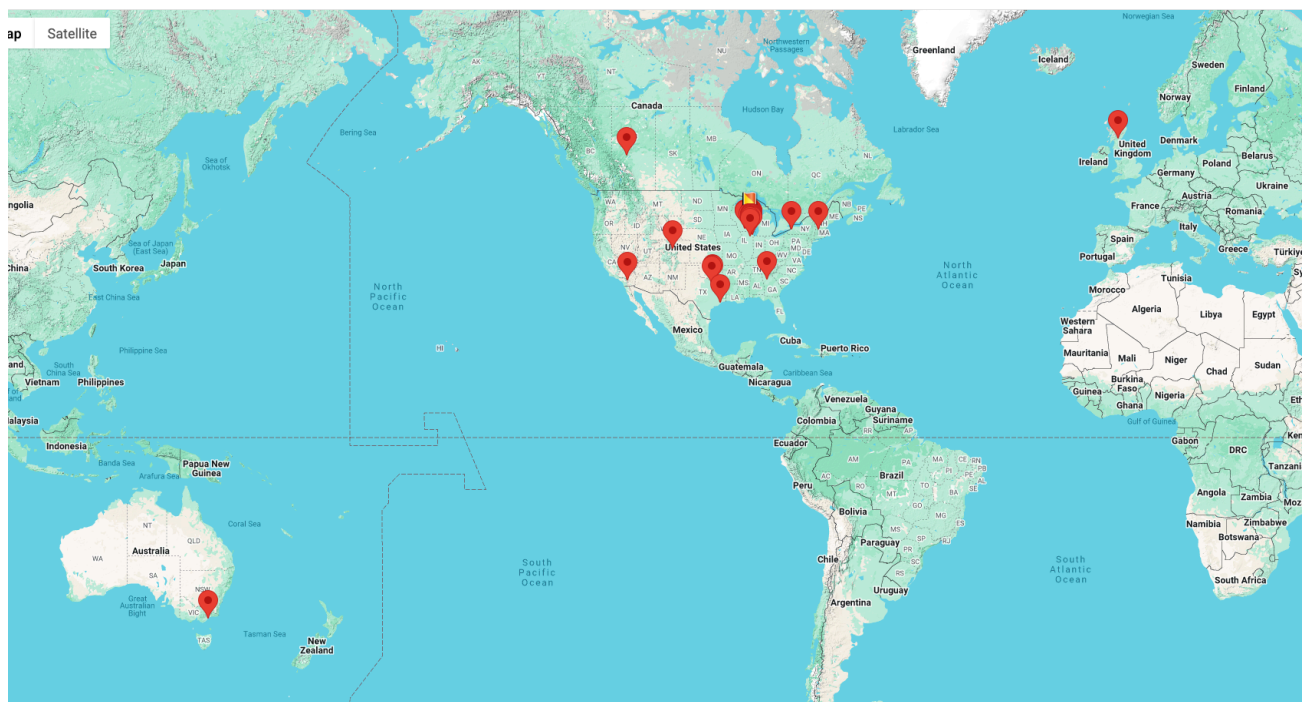 ap
Satellite
Norwegian Sea
Greenland
Northwestern
Passages
NU
Iceland
Sweden
Finland
Norway
AK
YT
NT
Canada
Hudson Bay
Labrador Sea
Bering Sea
Sea of
Okhotsk
BC
AB
SK
MB
ON
QC
NL
United
Kingdom
Ireland
Denmark
Belarus
Poland
Germany
Ukraine
Austria
France
Romania
Italy
Spain
Portugal
Greece
Türkiye
ngolia
WA
MT
ND
MN
OR
ID
SD
NB
PE
NS
ME
MI
NY
MA
NE
IA
United States
NV
UT
IL
IN
OH
PA
MD
DE
WV
VA
MO
CA
AZ
NM
AR
TN
NC
SC
MS
AL
GA
TX
LA
FL
Sea of Japan
(East Sea)
China
South Korea
Japan
East China Sea
North
Pacific
Ocean
North
Atlantic
Ocean
Tunisia
Morocco
Algeria
Libya
Egypt
Western
Sahara
HI
Mexico
Cuba
Puerto Rico
Guatemala
Caribbean Sea
Nicaragua
Mauritania
Mali
Niger
Chad
Sudan
Burkina
Faso
Guinea
Ghana
Nigeria
Eth
Philippine Sea
South
China Sea
and
Vietnam
Philippines
Gulf of Guinea
Gabon
Ken
DRC
Tanzani
alaysia
Indonesia
Banda Sea
Arafura Sea
Papua New
Guinea
Venezuela
Guyana
Suriname
Colombia
RR
AP
Ecuador
AM
PA
MA
CE
RN
PB
PE
AL
SE
PI
AC
RO
TO
BA
MT
Brazil
Peru
GO
Bolivia
MG
ES
MS
SP
RJ
Paraguay
PR
SC
RS
Chile
Uruguay
Argentina
Angola
Zambia
Moz
Namibia
Zimbabwe
Botswana
South Africa
Coral Sea
NT
QLD
Australia
WA
SA
NSW
VIC
TAS
Great
Australian
Bight
Tasman Sea
New
Zealand
South
Pacific
Ocean
South
Atlantic
Ocean